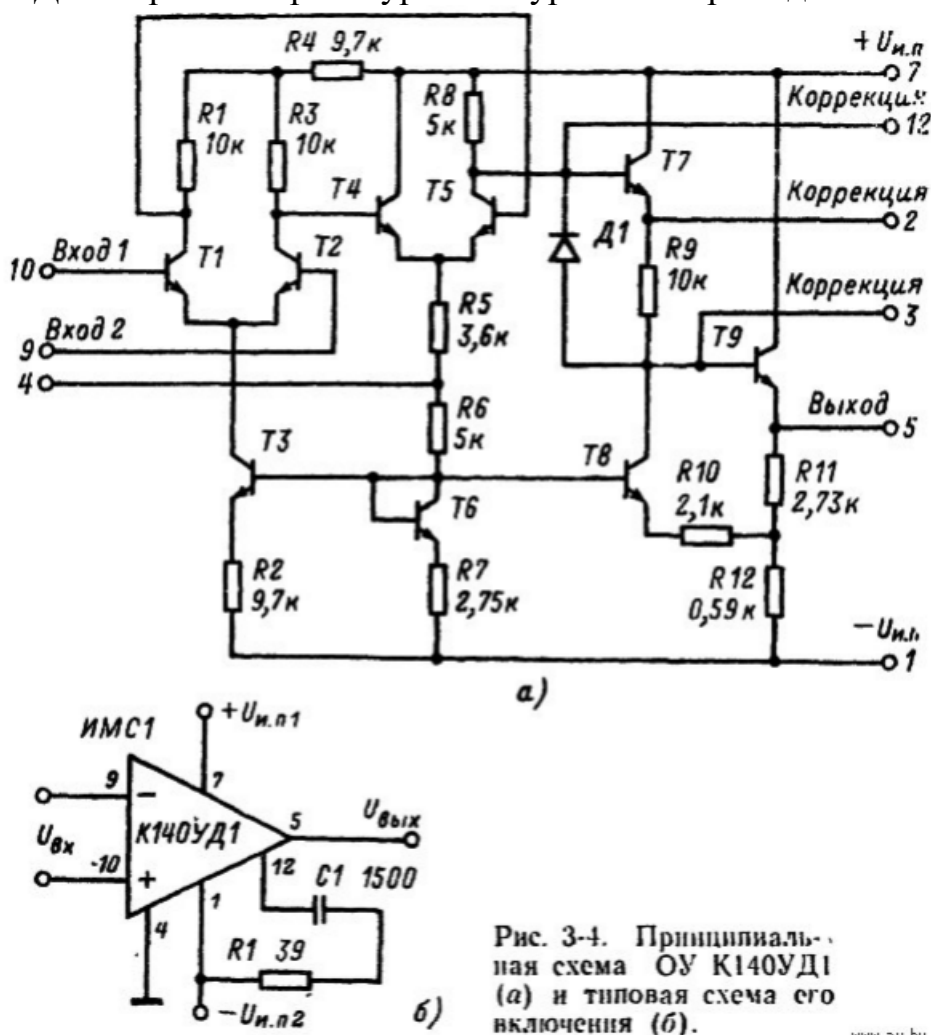 R4 9,7к
+ Uи.п
7
R1
10к
R3
10к
R8
5к
Коррекция
12
T4
T5
T7
Коррекция
2
10 Вход 1
T1
T2
Д1
R9
10к
Коррекция
3
9 Вход 2
R5
3,6к
T9
4
Выход
5
R6
5к
T3
T8
R10
2,1к
R11
2,73к
T6
R2
9,7к
R7
2,75к
R12
0,59к
−Uи.п
1
а)
ИМС1
+Uи.п1
9
7
−
К140УД1
5
Uвых
Uвх
10
+
12
C1 1500
4
1
R1 39
−Uи.п2
б)
Рис. 3-4. Принципиаль-
ная схема ОУ К140УД1
(а) и типовая схема его
включения (б).